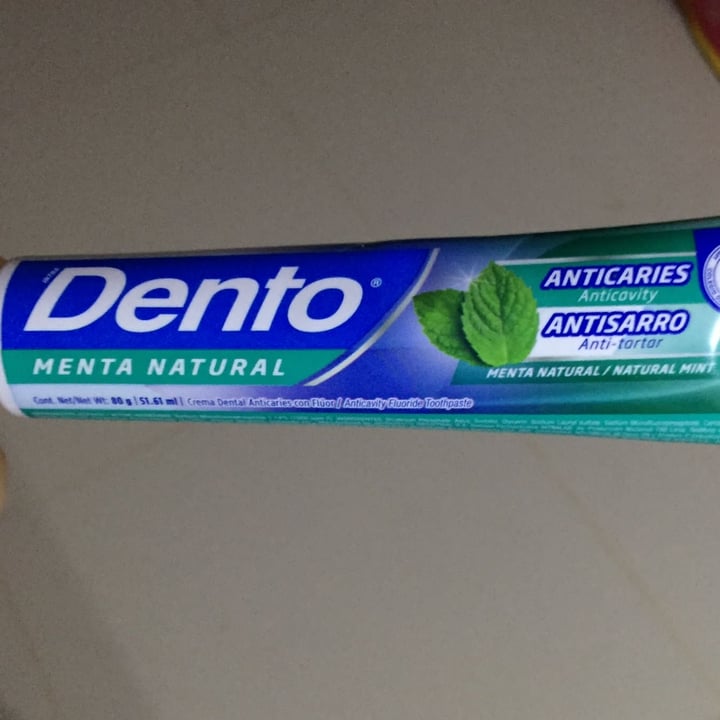 INTRA
Dento®
MENTA NATURAL
ANTICARIES
Anticavity
ANTISARRO
Anti-tartar
MENTA NATURAL / NATURAL MINT
Cont. Net/Net Wt: 80 g | 51.61 ml | Crema Dental Anticaries con Flúor / Anticavity Fluoride Toothpaste